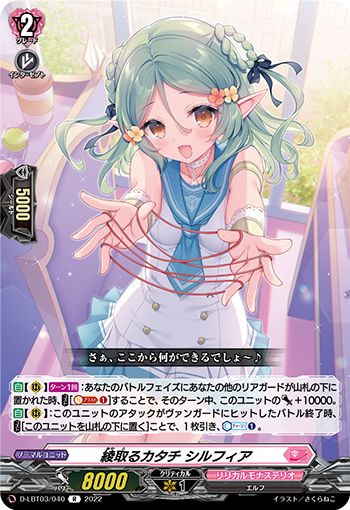 2
グレード
インターセプト
5000
シールド
さぁ、ここから何ができるでしょ～♪
【自】【(R)】【ターン1回】:あなたのバトルフェイズにあなたの他のリアガードが山札の下に
置かれた時、【コスト】[ソウルブラスト(1)]することで、そのターン中、このユニットのパワー+10000。
【自】【(R)】:このユニットのアタックがヴァンガードにヒットしたバトル終了時、
【コスト】[このユニットを山札の下に置く]ことで、1枚引き、カウンターチャージ(1)。
ノーマルユニット
綾取るカタチ シルフィア
リリカルモナステリオ
パワー
8000
クリティカル
1
エルフ
D-LBT03/040 R 2022
イラスト/さくらねこ